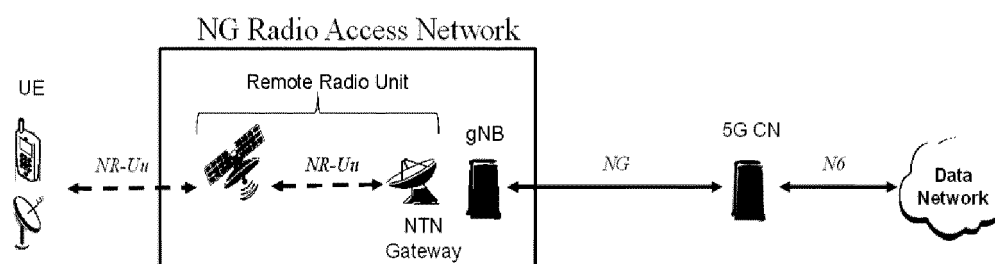 NG Radio Access Network
UE
Remote Radio Unit
gNB
5G CN
NR-Uu
NR-Uu
NG
N6
Data
Network
NTN
Gateway